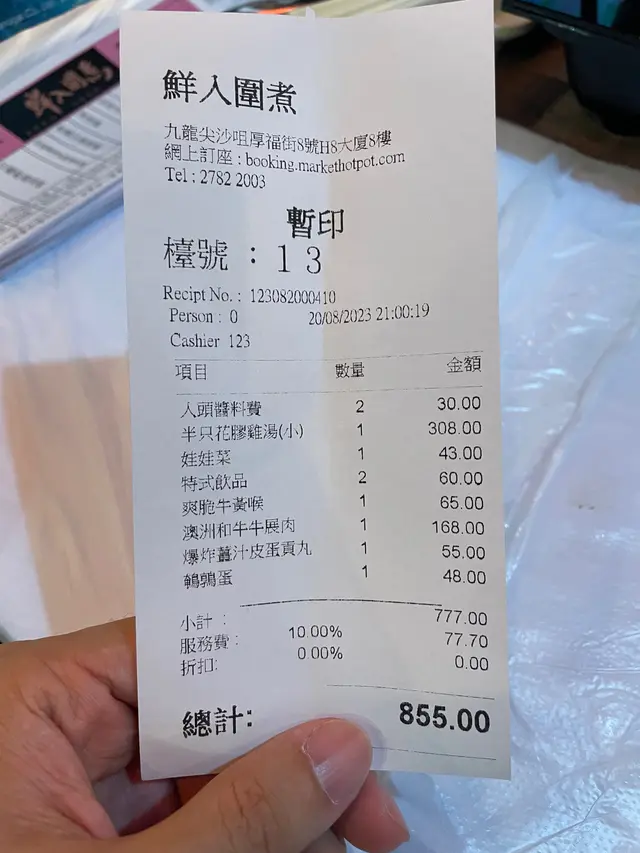 鮮入圍煮
九龍尖沙咀厚福街8號H8大廈8樓
網上訂座 : booking.markethotpot.com
Tel : 2782 2003
暫印
檯號 : 13
Recipt No. : 123082000410
Person : 0 20/08/2023 21:00:19
Cashier 123
項目 數量 金額
人頭醬料費 2 30.00
半只花膠雞湯(小) 1 308.00
娃娃菜 1 43.00
特式飲品 2 60.00
爽脆牛黃喉 1 65.00
澳洲和牛牛展肉 1 168.00
爆炸薑汁皮蛋貢丸 1 55.00
鵪鶉蛋 1 48.00
小計 : 777.00
服務費 : 10.00% 77.70
折扣: 0.00% 0.00
總計: 855.00